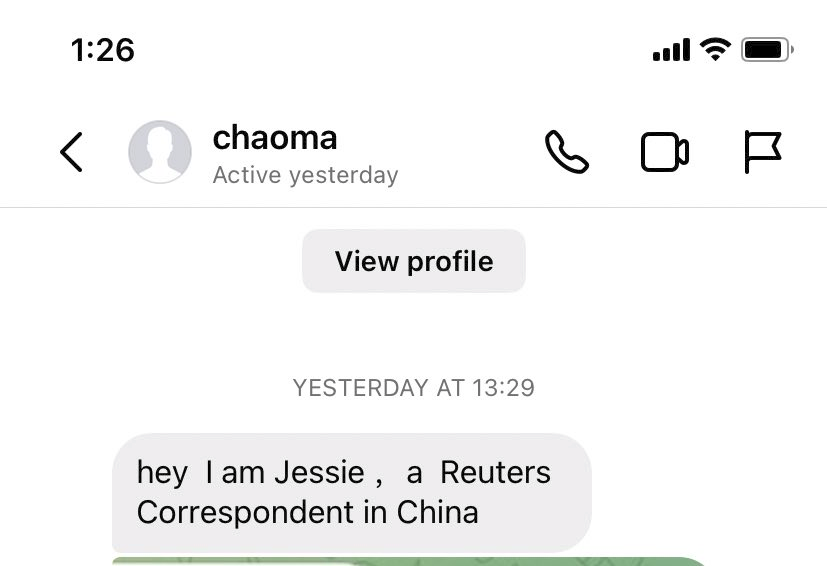 1:26
chaoma
Active yesterday
View profile
YESTERDAY AT 13:29
hey  I am Jessie ,   a  Reuters
Correspondent in China